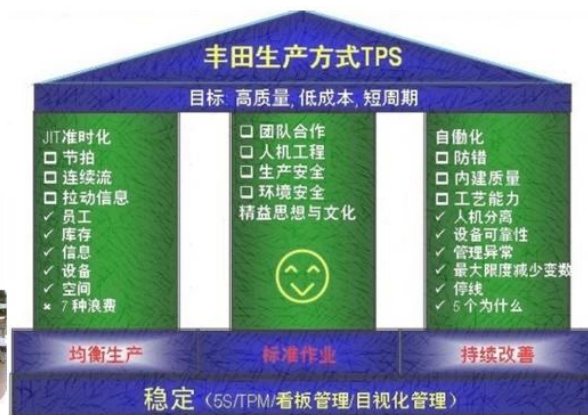 丰田生产方式TPS
目标: 高质量, 低成本, 短周期
JIT准时化
□ 节拍
□ 连续流
□ 拉动信息
✓ 员工
✓ 库存
✓ 信息
✓ 设备
✓ 空间
× 7种浪费
□ 团队合作
□ 人机工程
□ 生产安全
□ 环境安全
精益思想与文化
自働化
□ 防错
□ 内建质量
□ 工艺能力
✓ 人机分离
✓ 设备可靠性
✓ 管理异常
✓ 最大限度减少变数
✓ 停线
✓ 5个为什么
均衡生产
标准作业
持续改善
稳定（5S/TPM/看板管理/目视化管理）